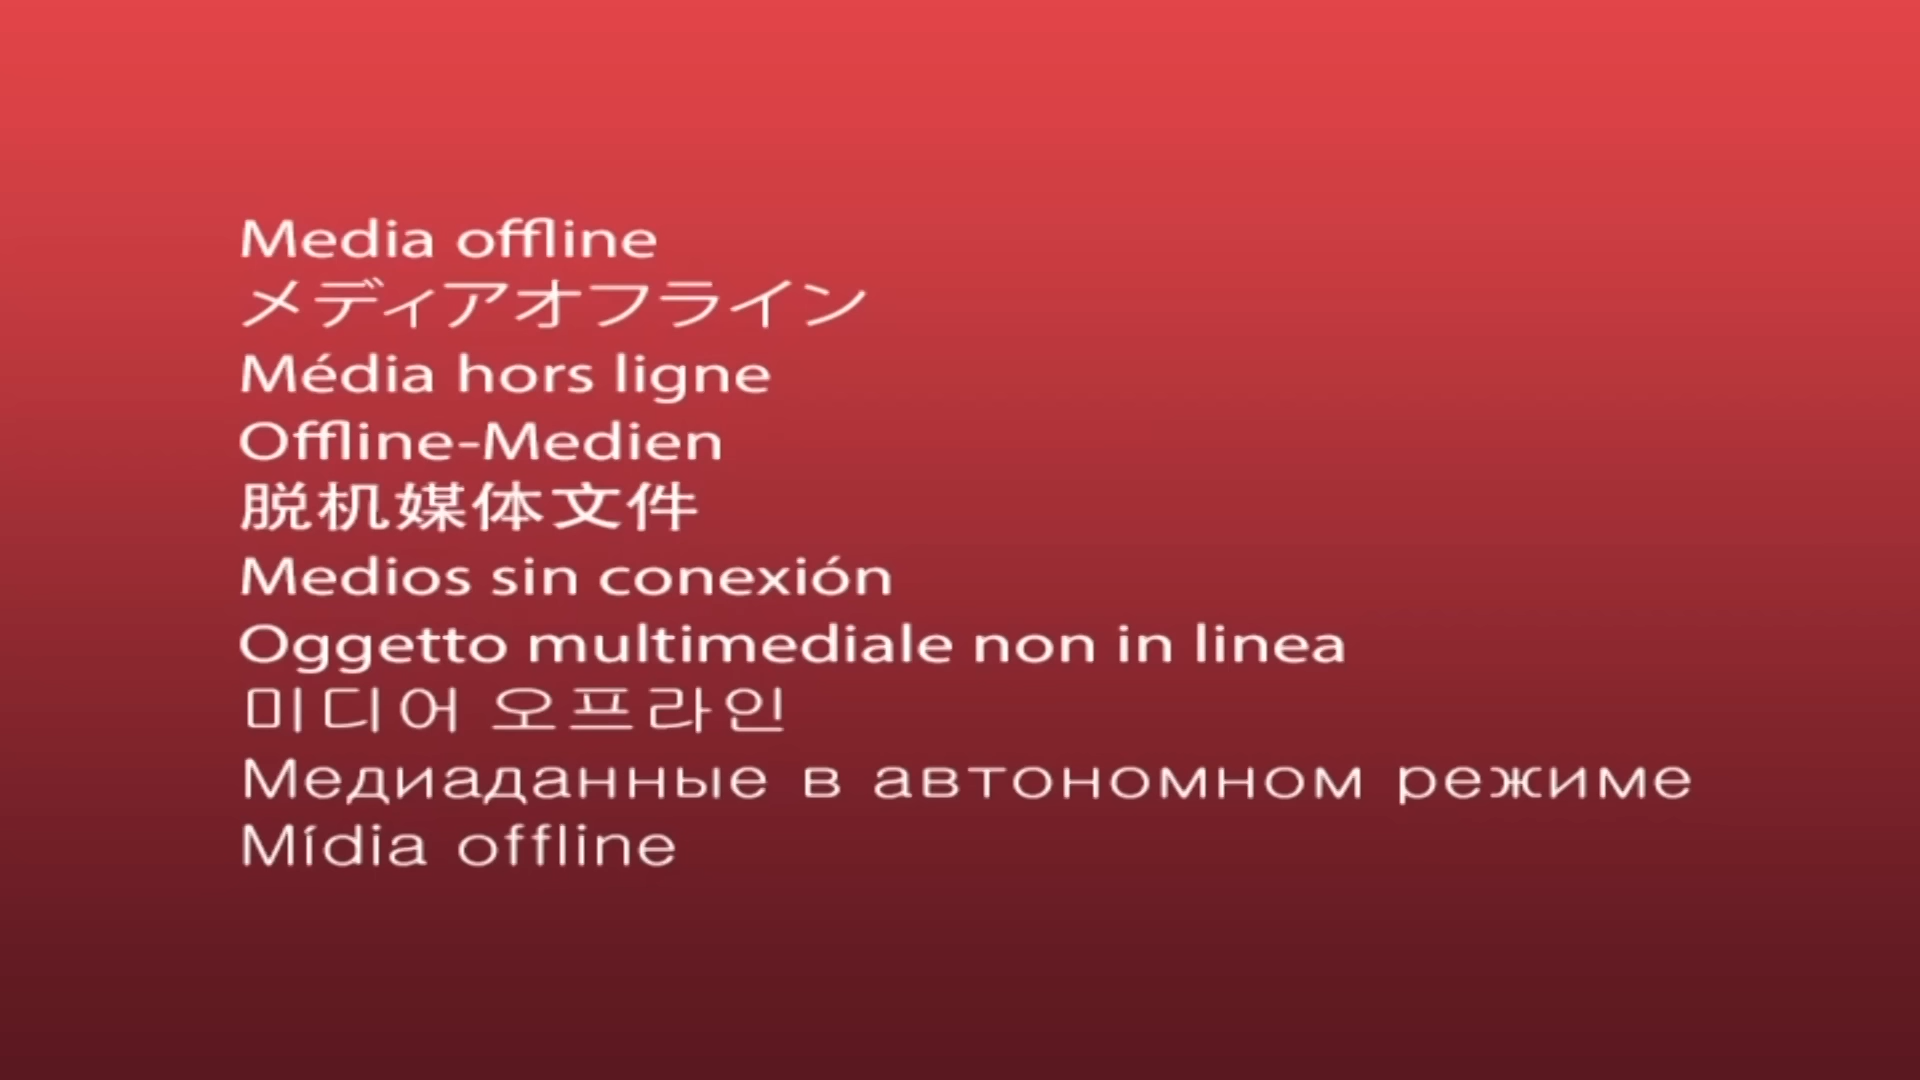 Media offline
メディアオフライン
Média hors ligne
Offline-Medien
脱机媒体文件
Medios sin conexión
Oggetto multimediale non in linea
미디어 오프라인
Медиаданные в автономном режиме
Mídia offline